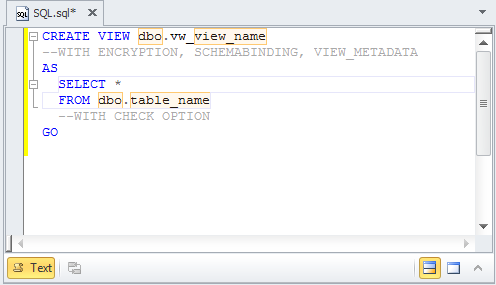 SQL.sql*
CREATE VIEW dbo.vw_view_name
--WITH ENCRYPTION, SCHEMABINDING, VIEW_METADATA
AS
SELECT *
FROM dbo.table_name
--WITH CHECK OPTION
GO
Text